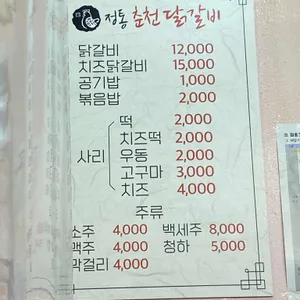 정통 춘천 닭갈비
닭갈비 12,000
치즈닭갈비 15,000
공기밥 1,000
볶음밥 2,000
사리
떡 2,000
치즈떡 2,000
우동 2,000
고구마 3,000
치즈 4,000
주류
소주 4,000 백세주 8,000
맥주 4,000 청하 5,000
막걸리 4,000